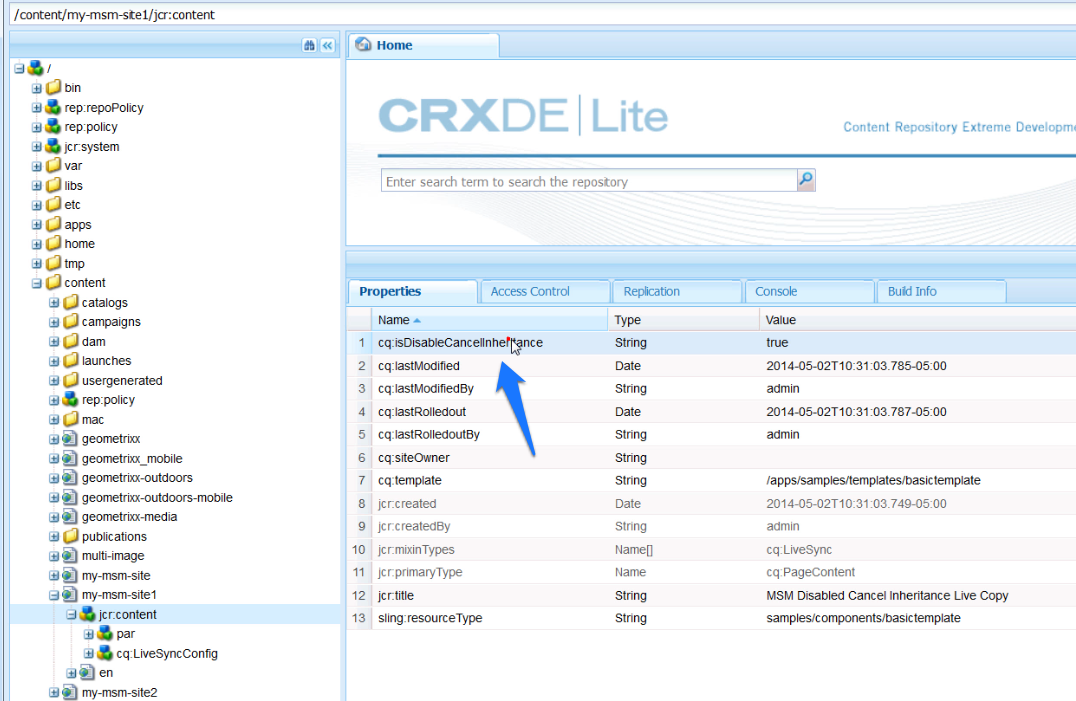 /content/my-msm-site1/jcr:content
/
bin
rep:repoPolicy
rep:policy
jcr:system
var
libs
etc
apps
home
tmp
content
catalogs
campaigns
dam
launches
usergenerated
rep:policy
mac
geometrixx
geometrixx_mobile
geometrixx-outdoors
geometrixx-outdoors-mobile
geometrixx-media
publications
multi-image
my-msm-site
my-msm-site1
jcr:content
par
cq:LiveSyncConfig
en
my-msm-site2
Home
CRXDE | Lite
Content Repository Extreme Developme
Enter search term to search the repository
Properties Access Control Replication Console Build Info
Name Type Value
1 cq:isDisableCancelInheritance String true
2 cq:lastModified Date 2014-05-02T10:31:03.785-05:00
3 cq:lastModifiedBy String admin
4 cq:lastRolledout Date 2014-05-02T10:31:03.787-05:00
5 cq:lastRolledoutBy String admin
6 cq:siteOwner String
7 cq:template String /apps/samples/templates/basictemplate
8 jcr:created Date 2014-05-02T10:31:03.749-05:00
9 jcr:createdBy String admin
10 jcr:mixinTypes Name[] cq:LiveSync
11 jcr:primaryType Name cq:PageContent
12 jcr:title String MSM Disabled Cancel Inheritance Live Copy
13 sling:resourceType String samples/components/basictemplate